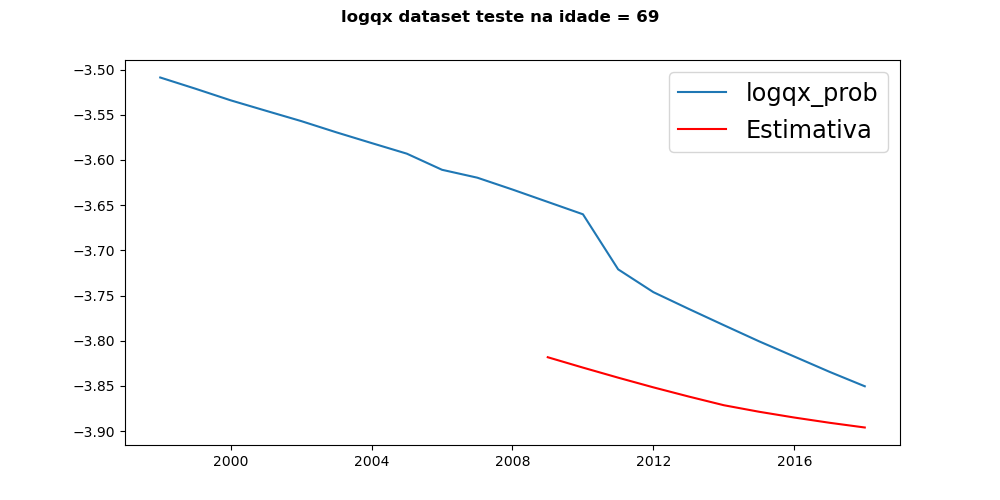 logqx dataset teste na idade = 69
logqx_prob
Estimativa
−3.50
−3.55
−3.60
−3.65
−3.70
−3.75
−3.80
−3.85
−3.90
2000 2004 2008 2012 2016